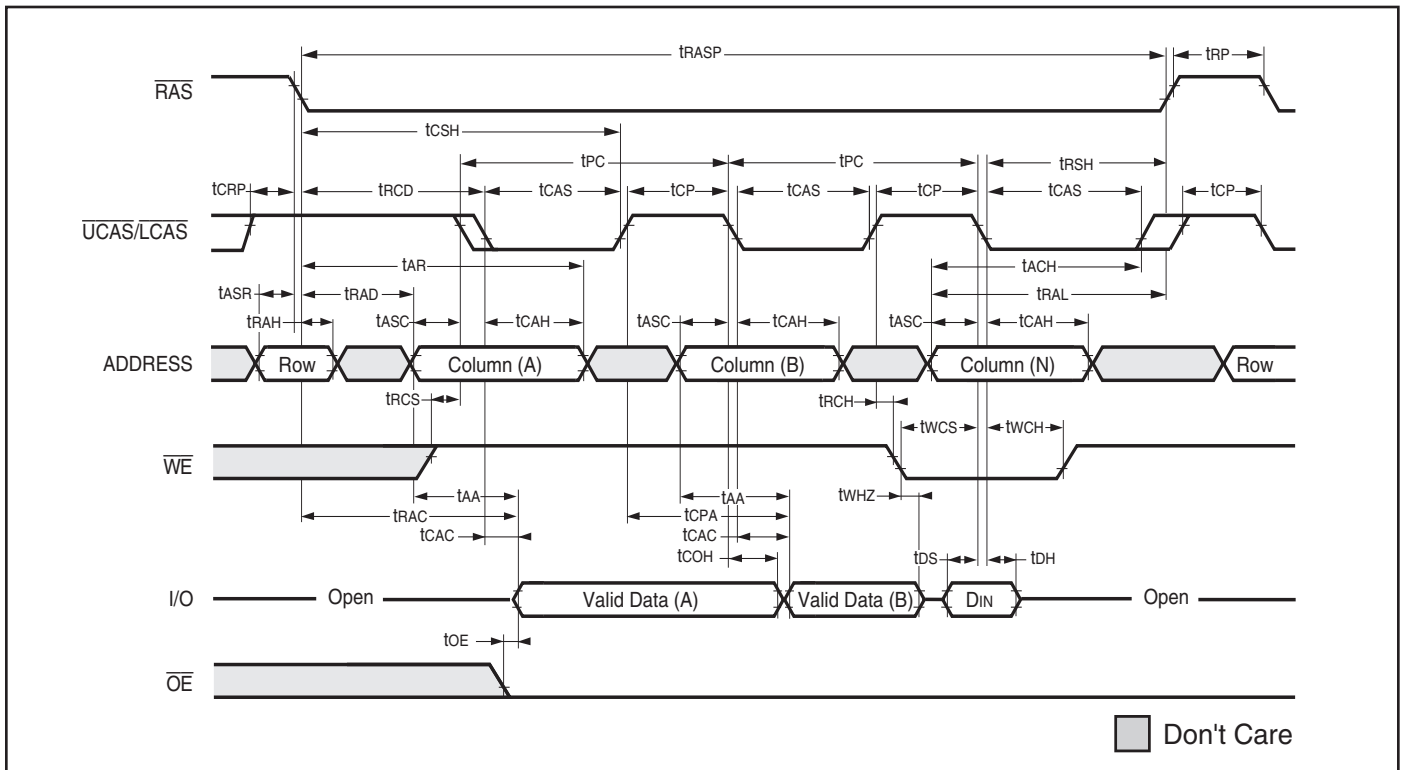 tRASP tRP
RAS
tCSH
tPC tPC tRSH
tCRP tRCD tCAS tCP tCAS tCP tCAS tCP
UCAS/LCAS
tAR tACH
tASR tRAD tRAL
tRAH tASC tCAH tASC tCAH tASC tCAH
ADDRESS Row Column (A) Column (B) Column (N) Row
tRCS tRCH
tWCS tWCH
WE
tAA tAA tWHZ
tRAC tCPA
tCAC tCAC
tCOH tDS tDH
I/O Open Valid Data (A) Valid Data (B) DIN Open
tOE
OE
Don't Care